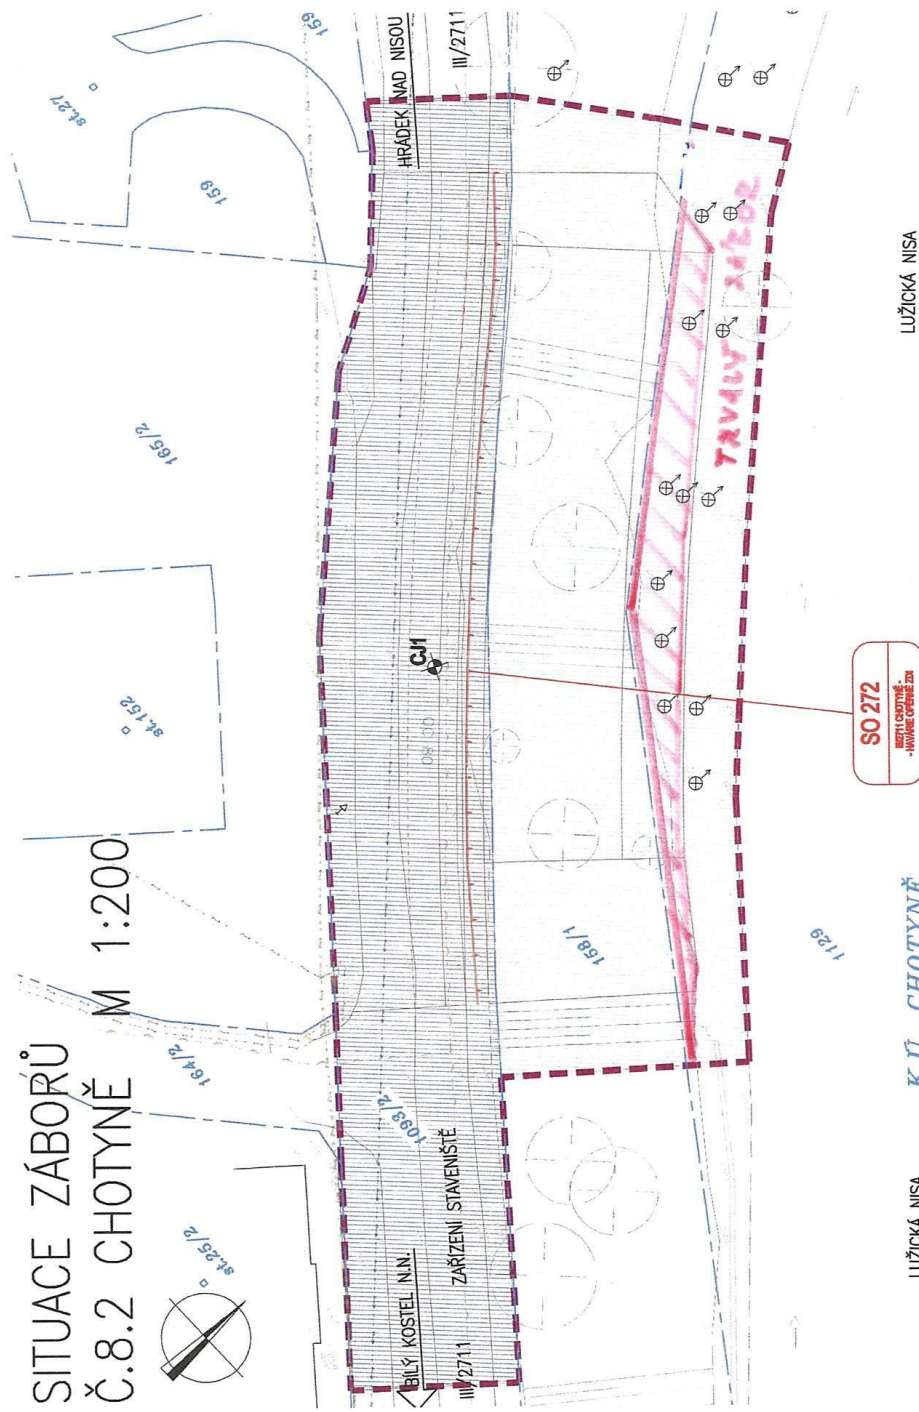 SITUACE ZÁBORŮ
Č.8.2 CHOTYNĚ M 1:200
st.27
159
159
HRÁDEK NAD NISOU
III/2711
165/2
st.152
164/2
st.25/2
CJ1
1093/2
BÍLÝ KOSTEL N.N.
III/2711
ZAŘÍZENÍ STAVENIŠTĚ
158/1
TRVALÝ ZÁBOR
SO 272
1129
K.Ú. CHOTYNĚ
LUŽICKÁ NISA
LUŽICKÁ NISA